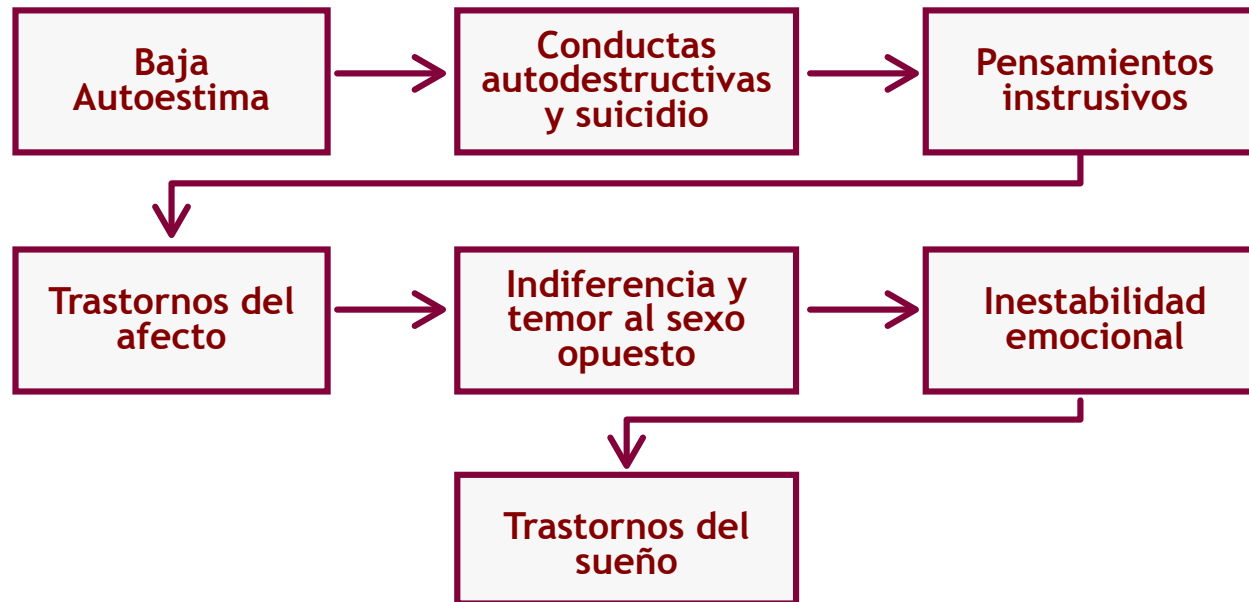 Baja
Autoestima
Conductas
autodestructivas
y suicidio
Pensamientos
instrusivos
Trastornos del
afecto
Indiferencia y
temor al sexo
opuesto
Inestabilidad
emocional
Trastornos del
sueño